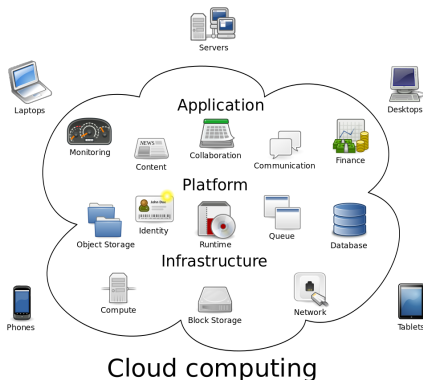 Servers
Laptops
Desktops
Application
Monitoring
NEWS
Content
Collaboration
Communication
Finance
Platform
Object Storage
Identity
Runtime
Queue
Database
Infrastructure
Compute
Block Storage
Network
Phones
Tablets
Cloud computing